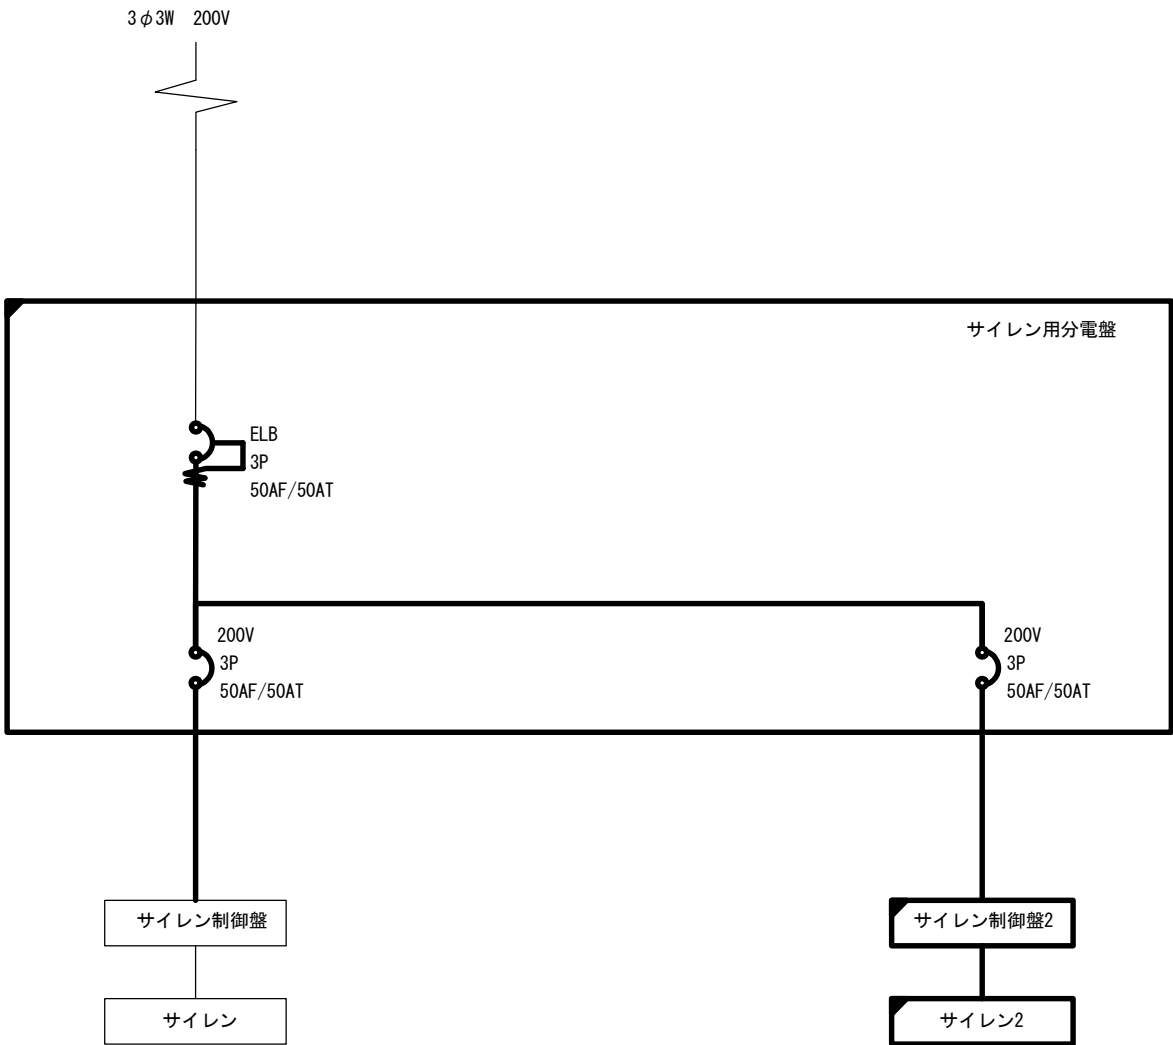 3φ3W 200V
サイレン用分電盤
ELB
3P
50AF/50AT
200V
3P
50AF/50AT
200V
3P
50AF/50AT
サイレン制御盤
サイレン制御盤2
サイレン
サイレン2